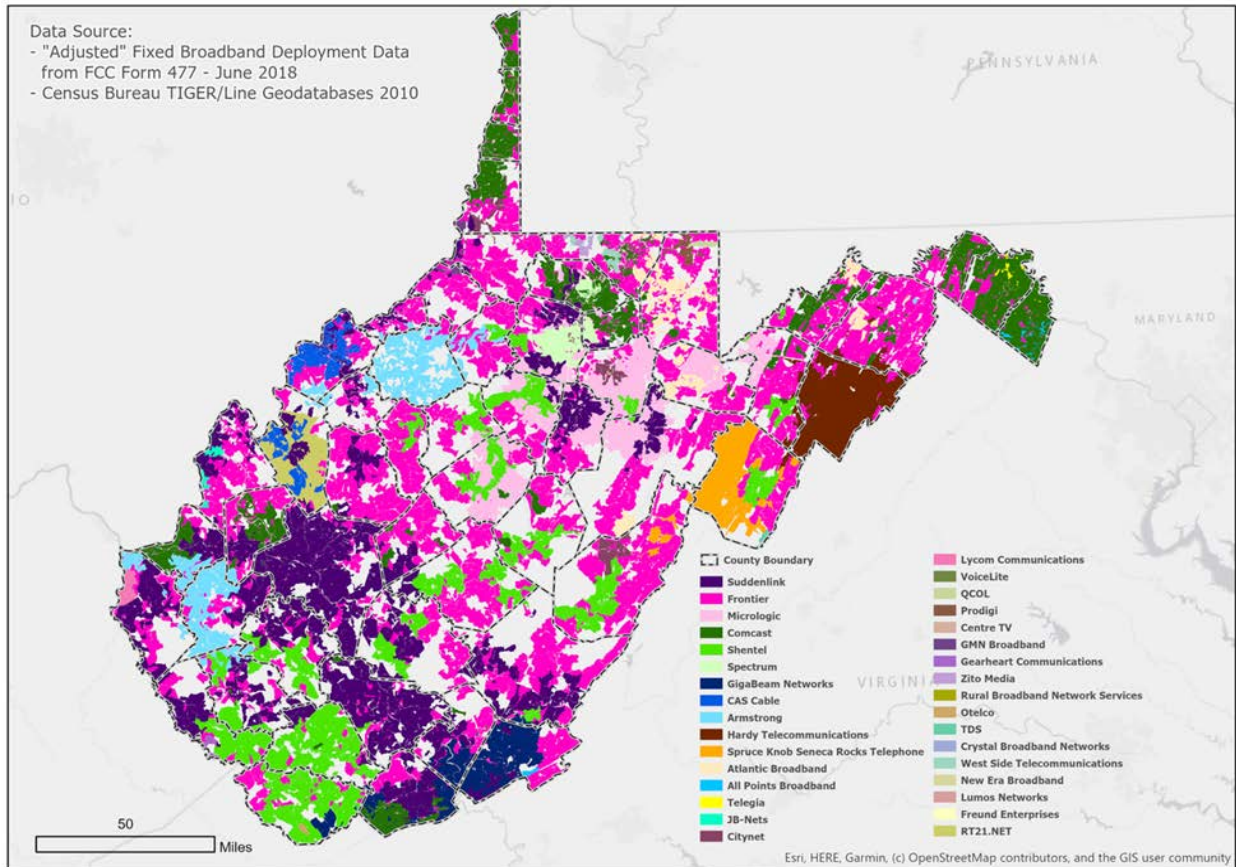 Data Source:
- "Adjusted" Fixed Broadband Deployment Data
from FCC Form 477 - June 2018
- Census Bureau TIGER/Line Geodatabases 2010
PENNSYLVANIA
IO
MARYLAND
VIRGINIA
County Boundary
Suddenlink
Frontier
Micrologic
Comcast
Shentel
Spectrum
GigaBeam Networks
CAS Cable
Armstrong
Hardy Telecommunications
Spruce Knob Seneca Rocks Telephone
Atlantic Broadband
All Points Broadband
Telegia
JB-Nets
Citynet
Lycom Communications
VoiceLite
QCOL
Prodigi
Centre TV
GMN Broadband
Gearheart Communications
Zito Media
Rural Broadband Network Services
Otelco
TDS
Crystal Broadband Networks
West Side Telecommunications
New Era Broadband
Lumos Networks
Freund Enterprises
RT21.NET
50
Miles
Esri, HERE, Garmin, (c) OpenStreetMap contributors, and the GIS user community